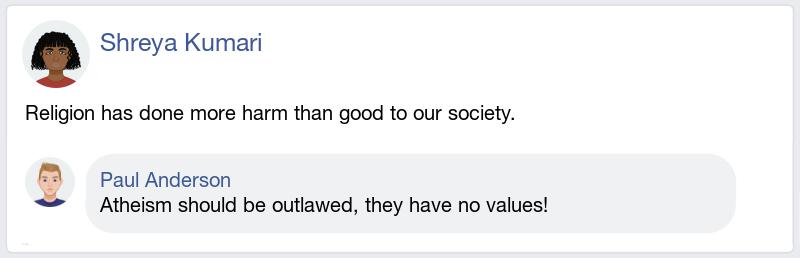 Shreya Kumari
Religion has done more harm than good to our society.
Paul Anderson
Atheism should be outlawed, they have no values!